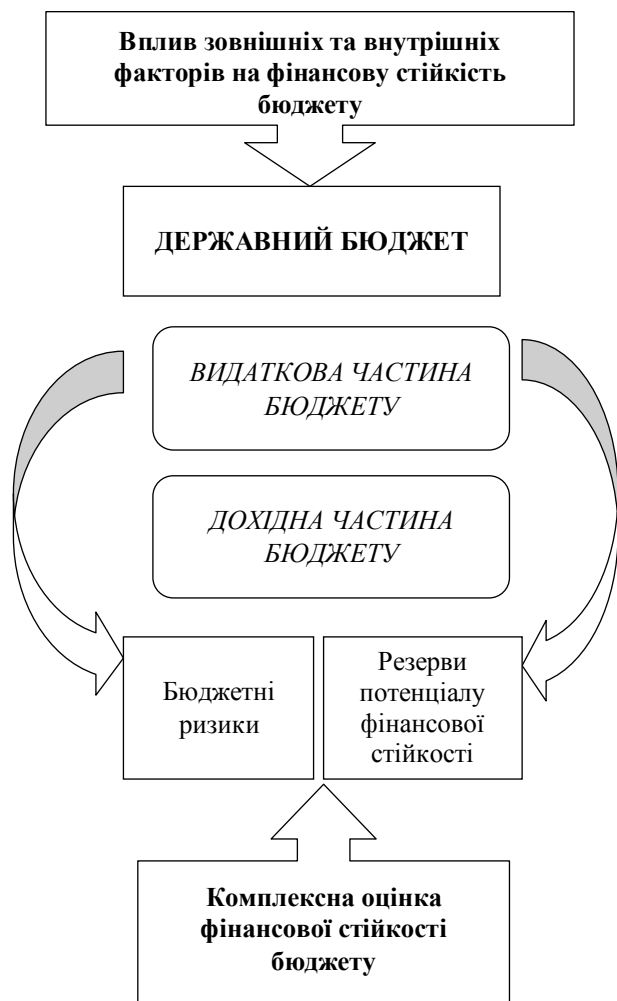 Вплив зовнішніх та внутрішніх
факторів на фінансову стійкість
бюджету
ДЕРЖАВНИЙ БЮДЖЕТ
ВИДАТКОВА ЧАСТИНА
БЮДЖЕТУ
ДОХІДНА ЧАСТИНА
БЮДЖЕТУ
Бюджетні
ризики
Резерви
потенціалу
фінансової
стійкості
Комплексна оцінка
фінансової стійкості
бюджету